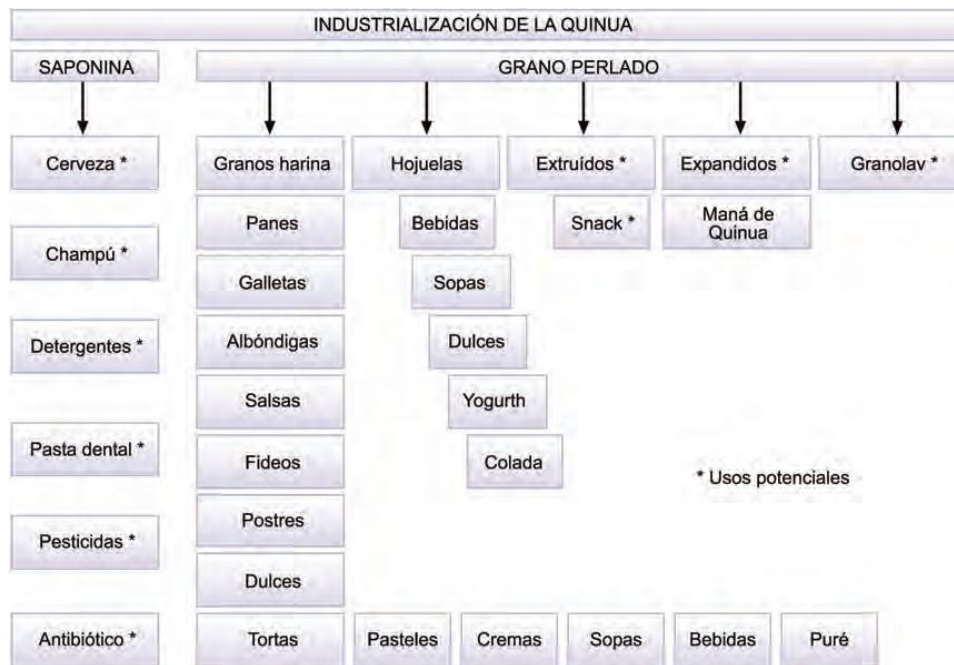 INDUSTRIALIZACIÓN DE LA QUINUA
SAPONINA
GRANO PERLADO
Cerveza *
Granos harina
Hojuelas
Extruídos *
Expandidos *
Granolav *
Panes
Bebidas
Snack *
Maná de
Quinua
Champú *
Galletas
Sopas
Detergentes *
Albóndigas
Dulces
Salsas
Yogurth
Pasta dental *
Fideos
Colada
* Usos potenciales
Postres
Pesticidas *
Dulces
Antibiótico *
Tortas
Pasteles
Cremas
Sopas
Bebidas
Puré